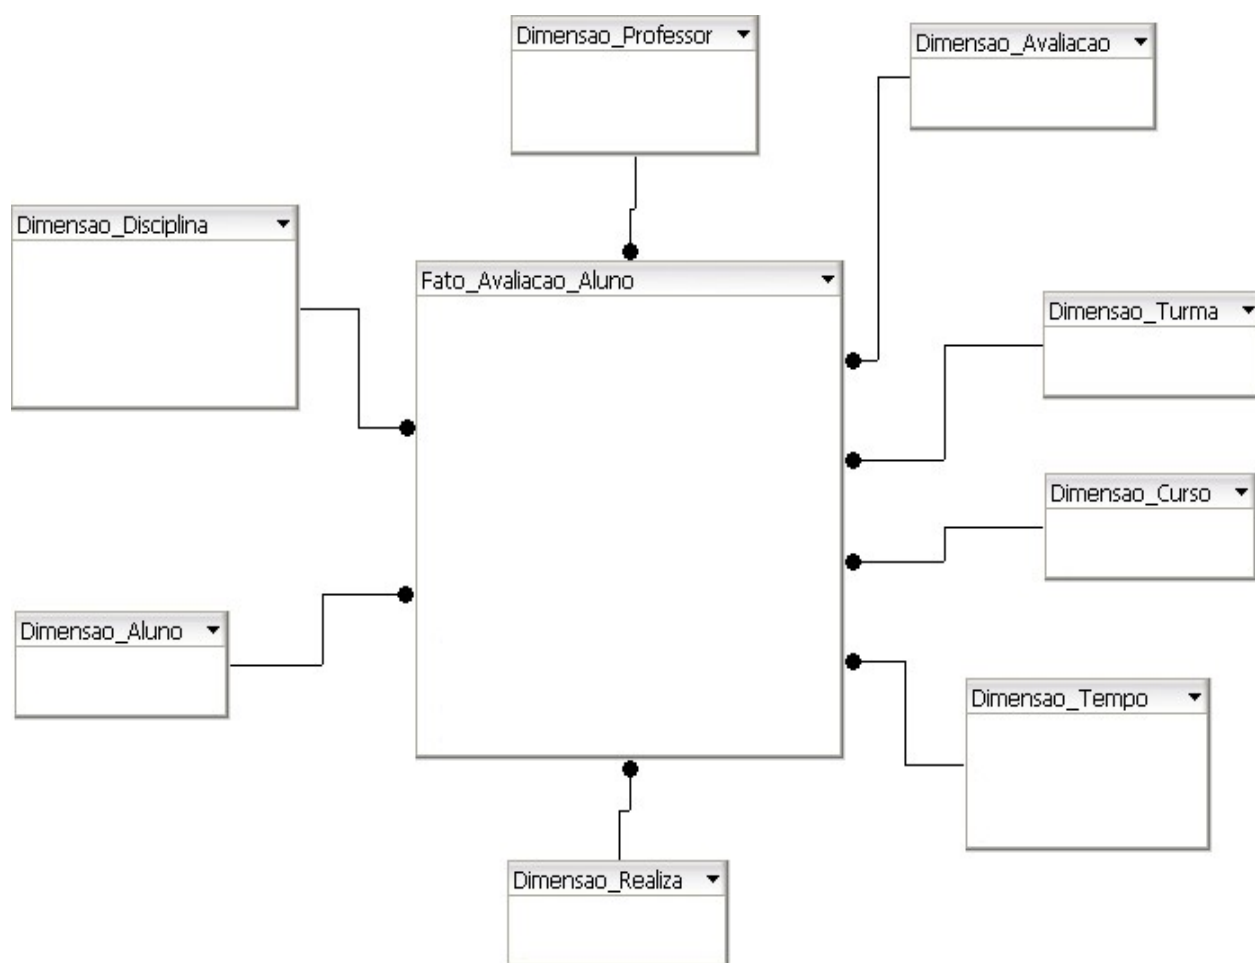 Dimensao_Professor
Dimensao_Avaliacao
Dimensao_Disciplina
Fato_Avaliacao_Aluno
Dimensao_Turma
Dimensao_Curso
Dimensao_Aluno
Dimensao_Tempo
Dimensao_Realiza